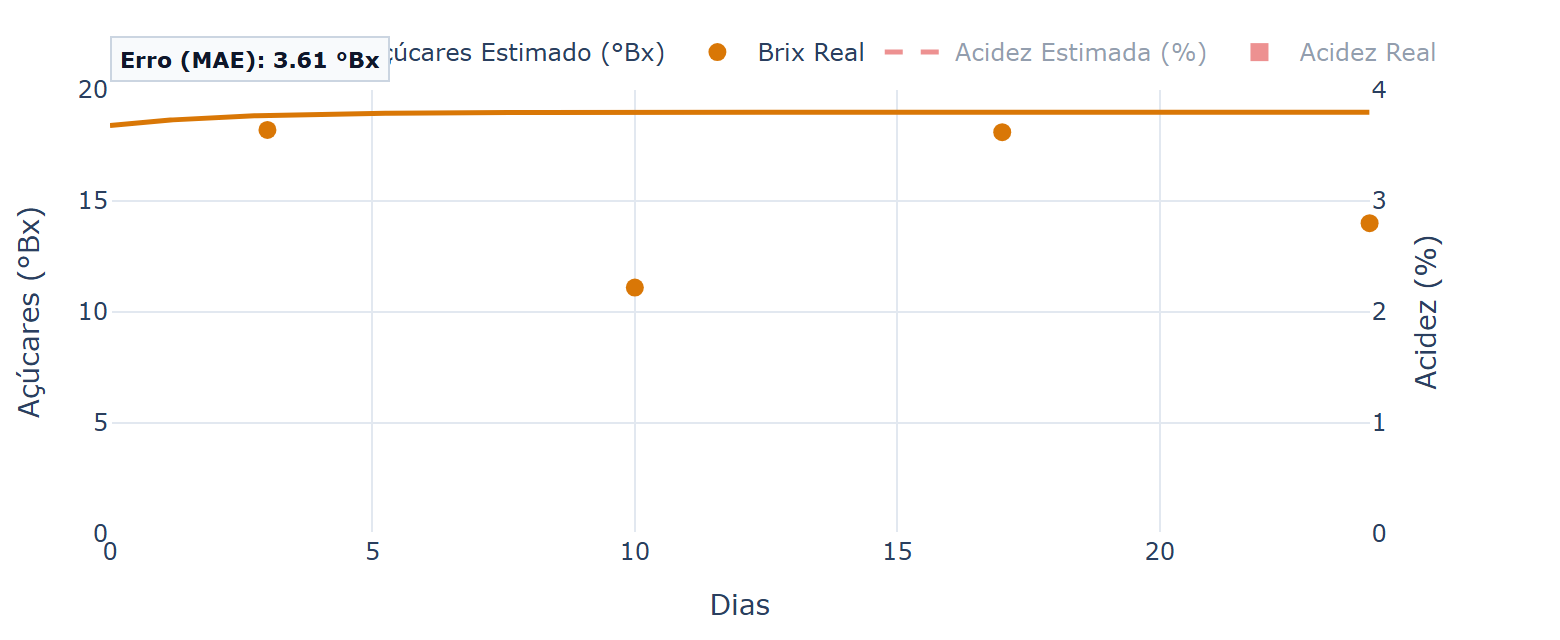 Erro (MAE): 3.61 °Bx
çúcares Estimado (°Bx) Brix Real Acidez Estimada (%) Acidez Real
20 4
15 3
10 2
5 1
0 0
0 5 10 15 20
Açúcares (°Bx)
Acidez (%)
Dias